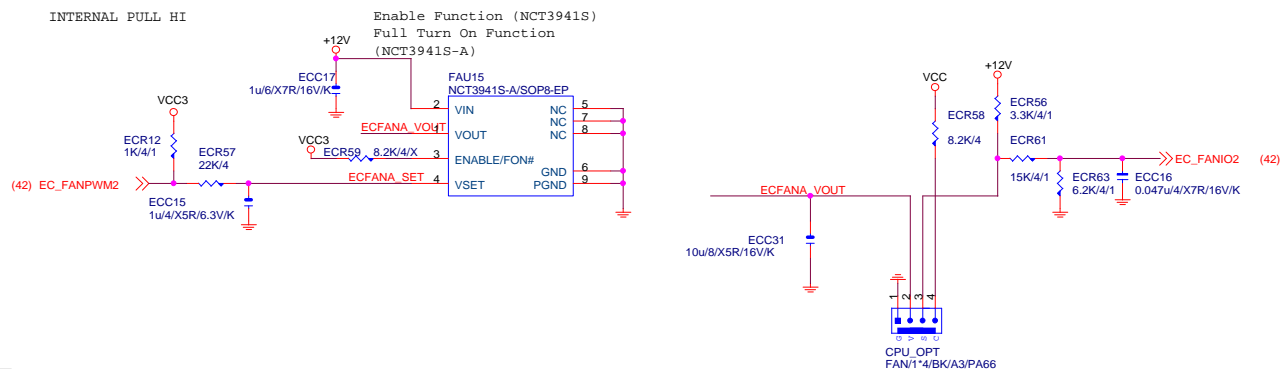 INTERNAL PULL HI
Enable Function (NCT3941S)
Full Turn On Function
(NCT3941S-A)
+12V
ECC17
1u/6/X7R/16V/K
FAU15
NCT3941S-A/SOP8-EP
VCC3
ECR12
1K/4/1
ECR57
22K/4
(42) EC_FANPWM2
ECC15
1u/4/X5R/6.3V/K
ECFANA_VOUT
VCC3
ECR59 8.2K/4/X
ECFANA_SET
2 VIN
1 VOUT
3 ENABLE/FON#
4 VSET
NC 5
NC 7
NC 8
GND 6
PGND 9
VCC
+12V
ECR58
8.2K/4
ECR56
3.3K/4/1
ECR61
15K/4/1
EC_FANIO2 (42)
ECR63
6.2K/4/1
ECC16
0.047u/4/X7R/16V/K
ECFANA_VOUT
ECC31
10u/8/X5R/16V/K
1 2 3 4
G V S C
CPU_OPT
FAN/1*4/BK/A3/PA66